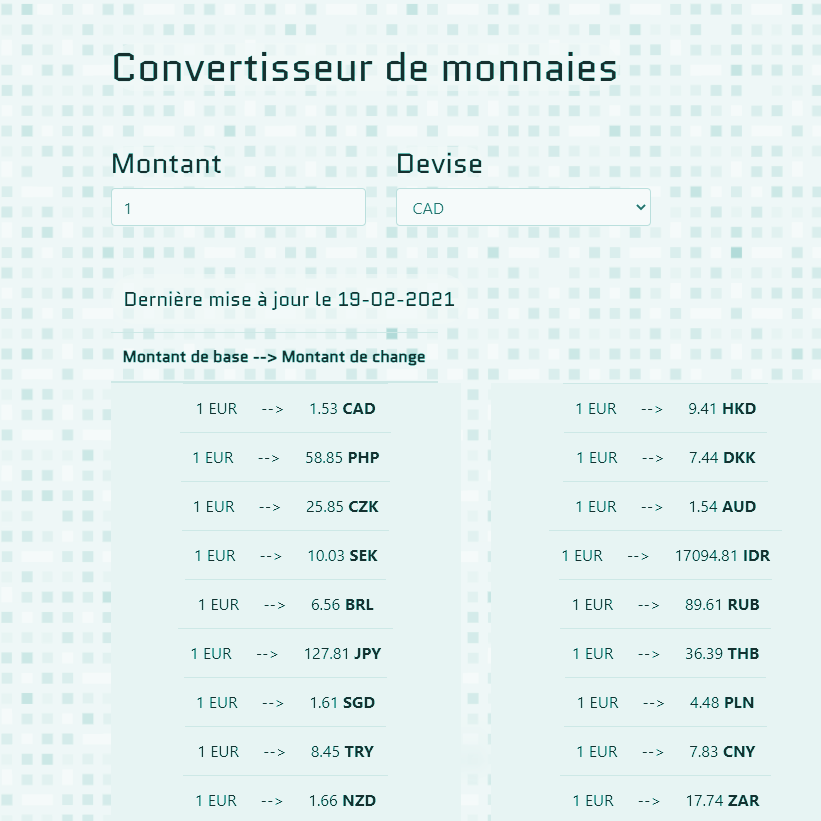 Convertisseur de monnaies
Montant
Devise
1
CAD
Dernière mise à jour le 19-02-2021
Montant de base --> Montant de change
1 EUR --> 1.53 CAD
1 EUR --> 58.85 PHP
1 EUR --> 25.85 CZK
1 EUR --> 10.03 SEK
1 EUR --> 6.56 BRL
1 EUR --> 127.81 JPY
1 EUR --> 1.61 SGD
1 EUR --> 8.45 TRY
1 EUR --> 1.66 NZD
1 EUR --> 9.41 HKD
1 EUR --> 7.44 DKK
1 EUR --> 1.54 AUD
1 EUR --> 17094.81 IDR
1 EUR --> 89.61 RUB
1 EUR --> 36.39 THB
1 EUR --> 4.48 PLN
1 EUR --> 7.83 CNY
1 EUR --> 17.74 ZAR